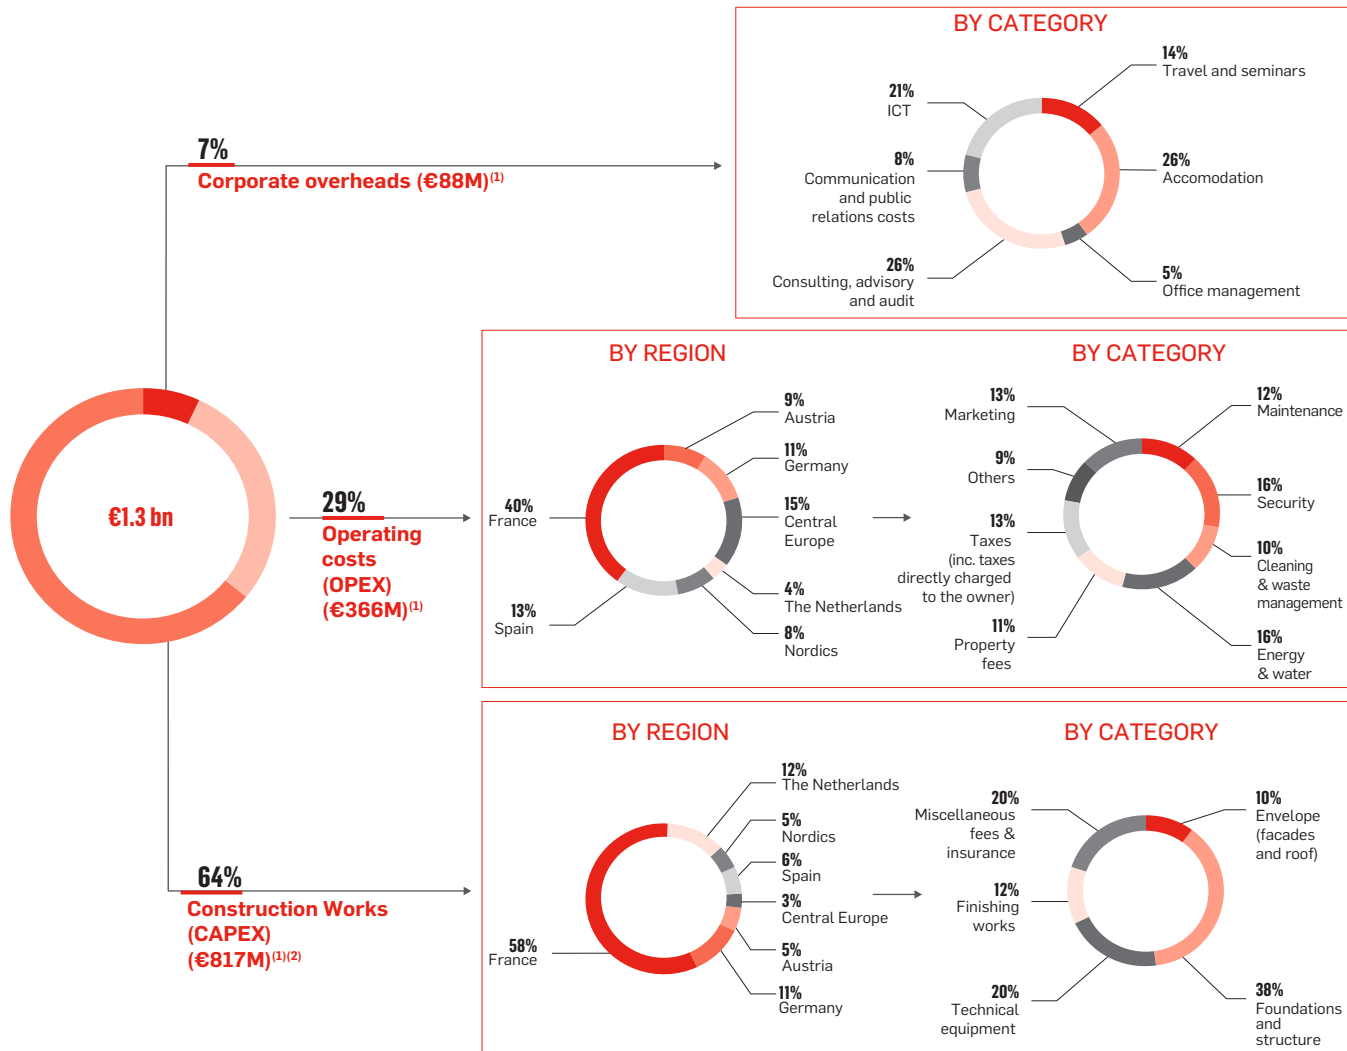 BY CATEGORY
14%
Travel and seminars
21%
ICT
8%
Communication
and public
relations costs
26%
Accomodation
26%
Consulting, advisory
and audit
5%
Office management
7%
Corporate overheads (€88M)(1)
€1.3 bn
29%
Operating
costs
(OPEX)
(€366M)(1)
BY REGION
9%
Austria
11%
Germany
40%
France
15%
Central
Europe
4%
The Netherlands
13%
Spain
8%
Nordics
BY CATEGORY
13%
Marketing
12%
Maintenance
9%
Others
16%
Security
13%
Taxes
(inc. taxes
directly charged
to the owner)
10%
Cleaning
& waste
management
11%
Property
fees
16%
Energy
& water
64%
Construction Works
(CAPEX)
(€817M)(1)(2)
BY REGION
12%
The Netherlands
5%
Nordics
6%
Spain
3%
Central Europe
58%
France
5%
Austria
11%
Germany
BY CATEGORY
20%
Miscellaneous
fees &
insurance
10%
Envelope
(facades
and roof)
12%
Finishing
works
20%
Technical
equipment
38%
Foundations
and
structure